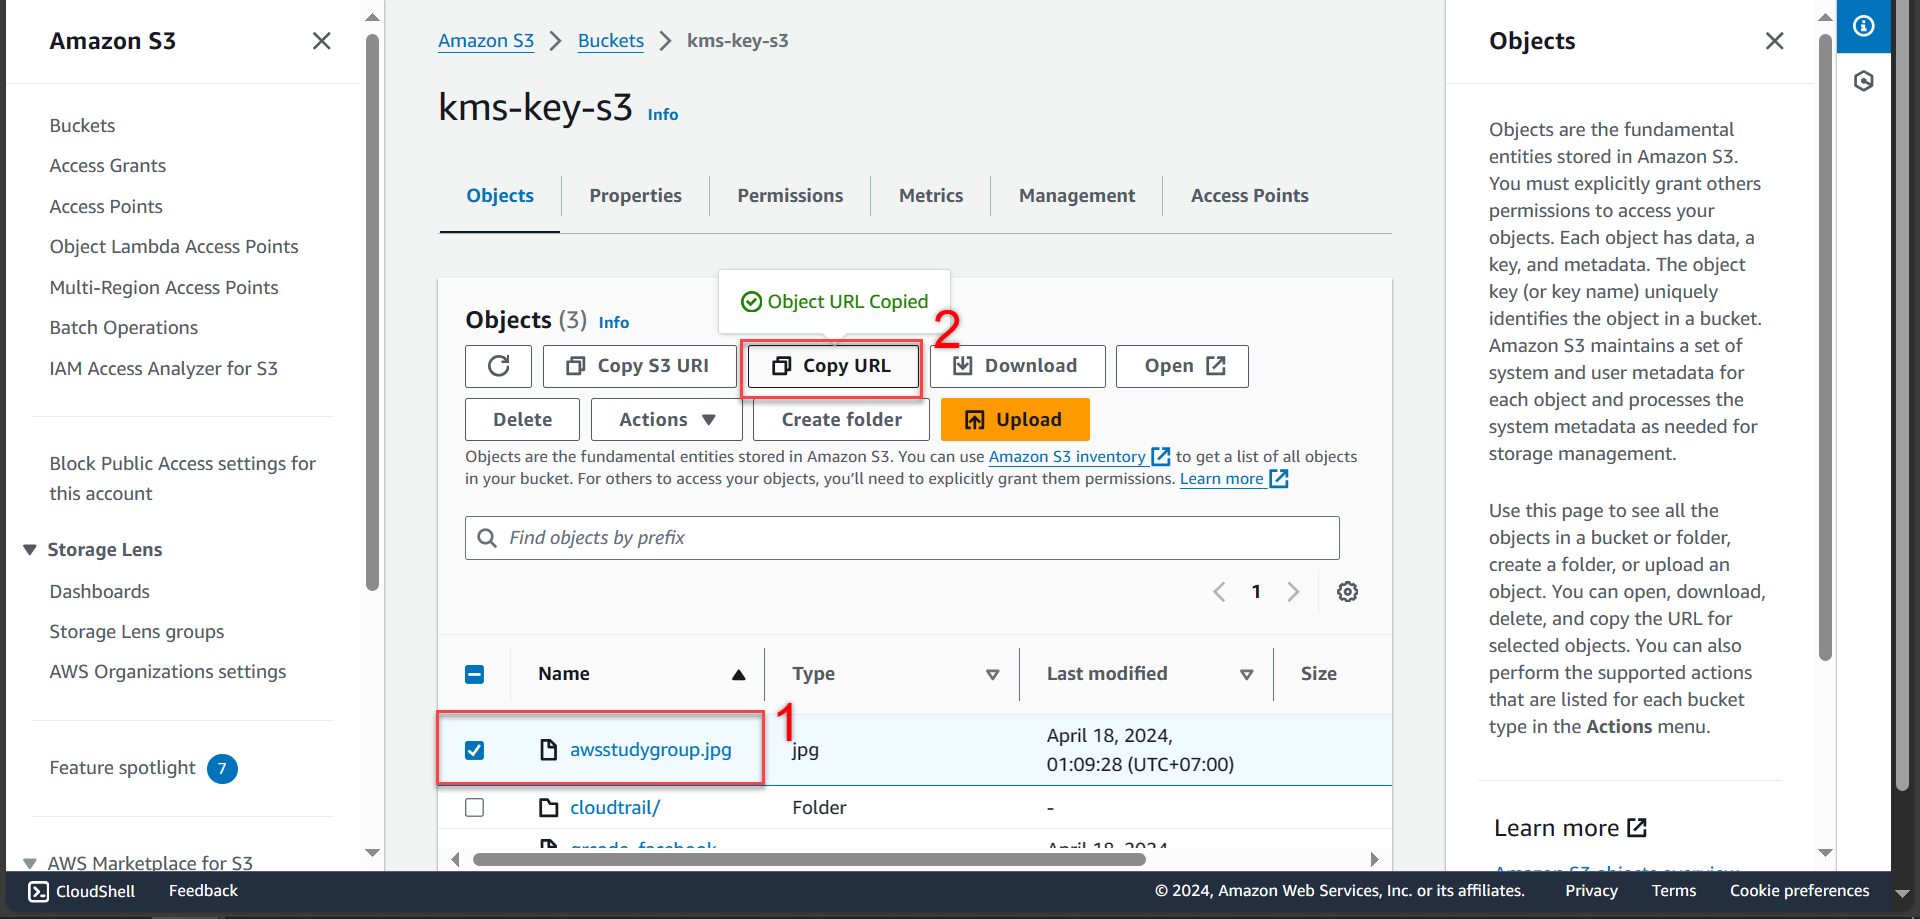 Amazon S3
Buckets
Access Grants
Access Points
Object Lambda Access Points
Multi-Region Access Points
Batch Operations
IAM Access Analyzer for S3
Block Public Access settings for
this account
Storage Lens
Dashboards
Storage Lens groups
AWS Organizations settings
Feature spotlight 7
AWS Marketplace for S3
Amazon S3 > Buckets > kms-key-s3
kms-key-s3 Info
Objects Properties Permissions Metrics Management Access Points
Object URL Copied
2
Objects (3) Info
Copy S3 URI Copy URL Download Open
Delete Actions Create folder Upload
Objects are the fundamental entities stored in Amazon S3. You can use Amazon S3 inventory to get a list of all objects
in your bucket. For others to access your objects, you'll need to explicitly grant them permissions. Learn more
Find objects by prefix
1
Name Type Last modified Size
1
awsstudygroup.jpg jpg April 18, 2024,
01:09:28 (UTC+07:00)
cloudtrail/ Folder -
Objects
Objects are the fundamental
entities stored in Amazon S3.
You must explicitly grant others
permissions to access your
objects. Each object has data, a
key, and metadata. The object
key (or key name) uniquely
identifies the object in a bucket.
Amazon S3 maintains a set of
system and user metadata for
each object and processes the
system metadata as needed for
storage management.
Use this page to see all the
objects in a bucket or folder,
create a folder, or upload an
object. You can open, download,
delete, and copy the URL for
selected objects. You can also
perform the supported actions
that are listed for each bucket
type in the Actions menu.
Learn more
CloudShell Feedback © 2024, Amazon Web Services, Inc. or its affiliates. Privacy Terms Cookie preferences